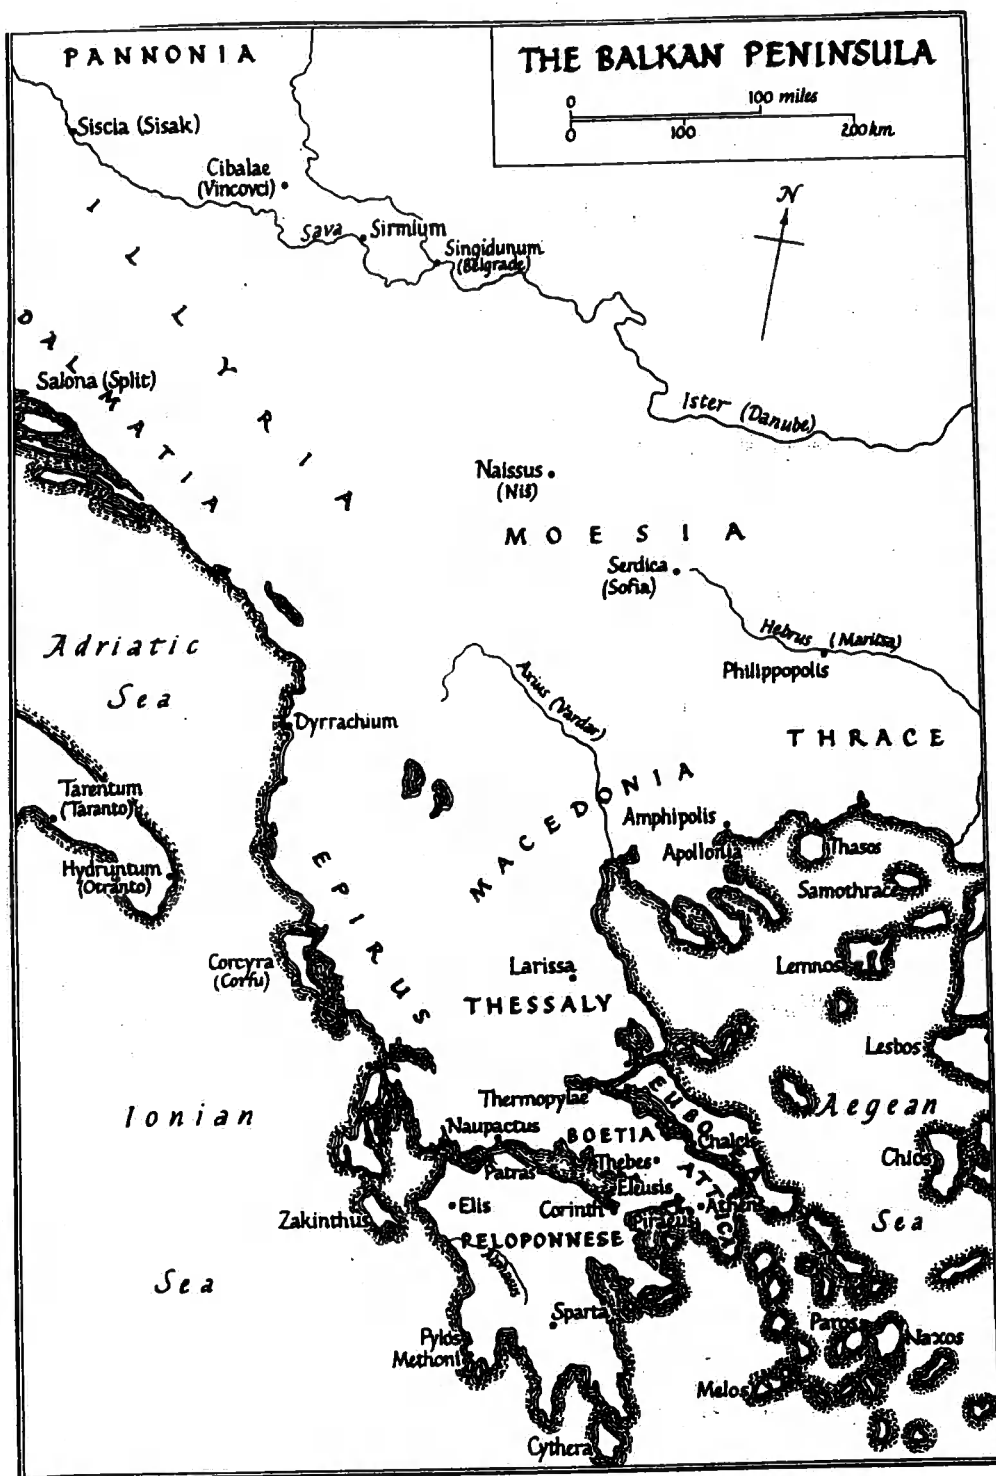 THE BALKAN PENINSULA
0 100 miles
0 100 200 km.
N
PANNONIA
Siscia (Sisak)
Cibalae
(Vincovci)
Sava
Sirmium
Singidunum
(Belgrade)
ILLLRIA
DALMATIA
Salona (Split)
Ister (Danube)
Naissus
(Niš)
MOESIA
Serdica
(Sofia)
Hebrus (Maritsa)
Philippopolis
Adriatic
Sea
Axius (Vardar)
Dyrrachium
THRACE
MACEDONIA
Tarentum
(Taranto)
Amphipolis
Apollonia
Thasos
Hydruntum
(Otranto)
EPIRUS
Samothrace
Corcyra
(Corfu)
Larissa
Lemnos
THESSALY
Lesbos
Thermopylae
EUBOEA
Ionian
Aegean
Naupactus
BOETIA
Chalcis
Chios
Patras
Thebes
ATTICA
Eleusis
Elis
Corinth
Piraeus
Athens
Zakinthus
Sea
PELOPONNESE
Alphaeus
Sea
Sparta
Paros
Naxos
Pylos
Methoni
Melos
Cythera